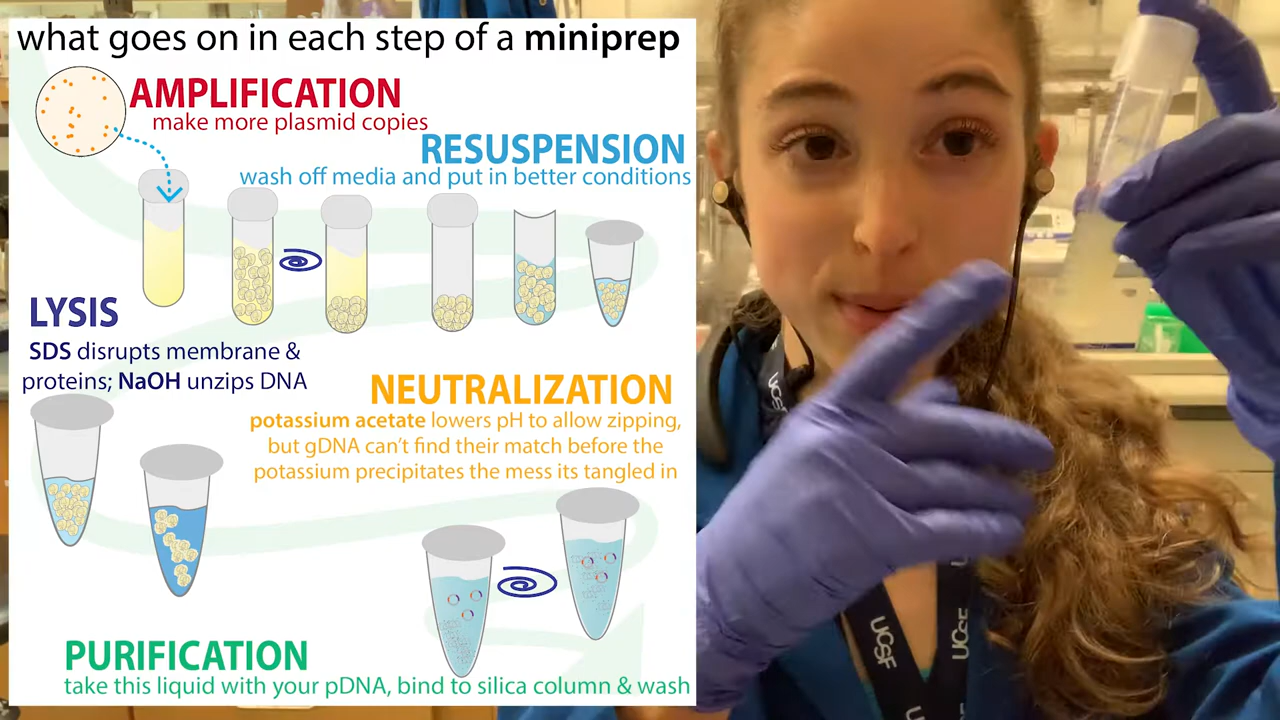 what goes on in each step of a miniprep
AMPLIFICATION
make more plasmid copies
RESUSPENSION
wash off media and put in better conditions
LYSIS
SDS disrupts membrane &
proteins; NaOH unzips DNA
NEUTRALIZATION
potassium acetate lowers pH to allow zipping,
but gDNA can't find their match before the
potassium precipitates the mess its tangled in
PURIFICATION
take this liquid with your pDNA, bind to silica column & wash
UCSF
UCSF
UCSF
UCSF